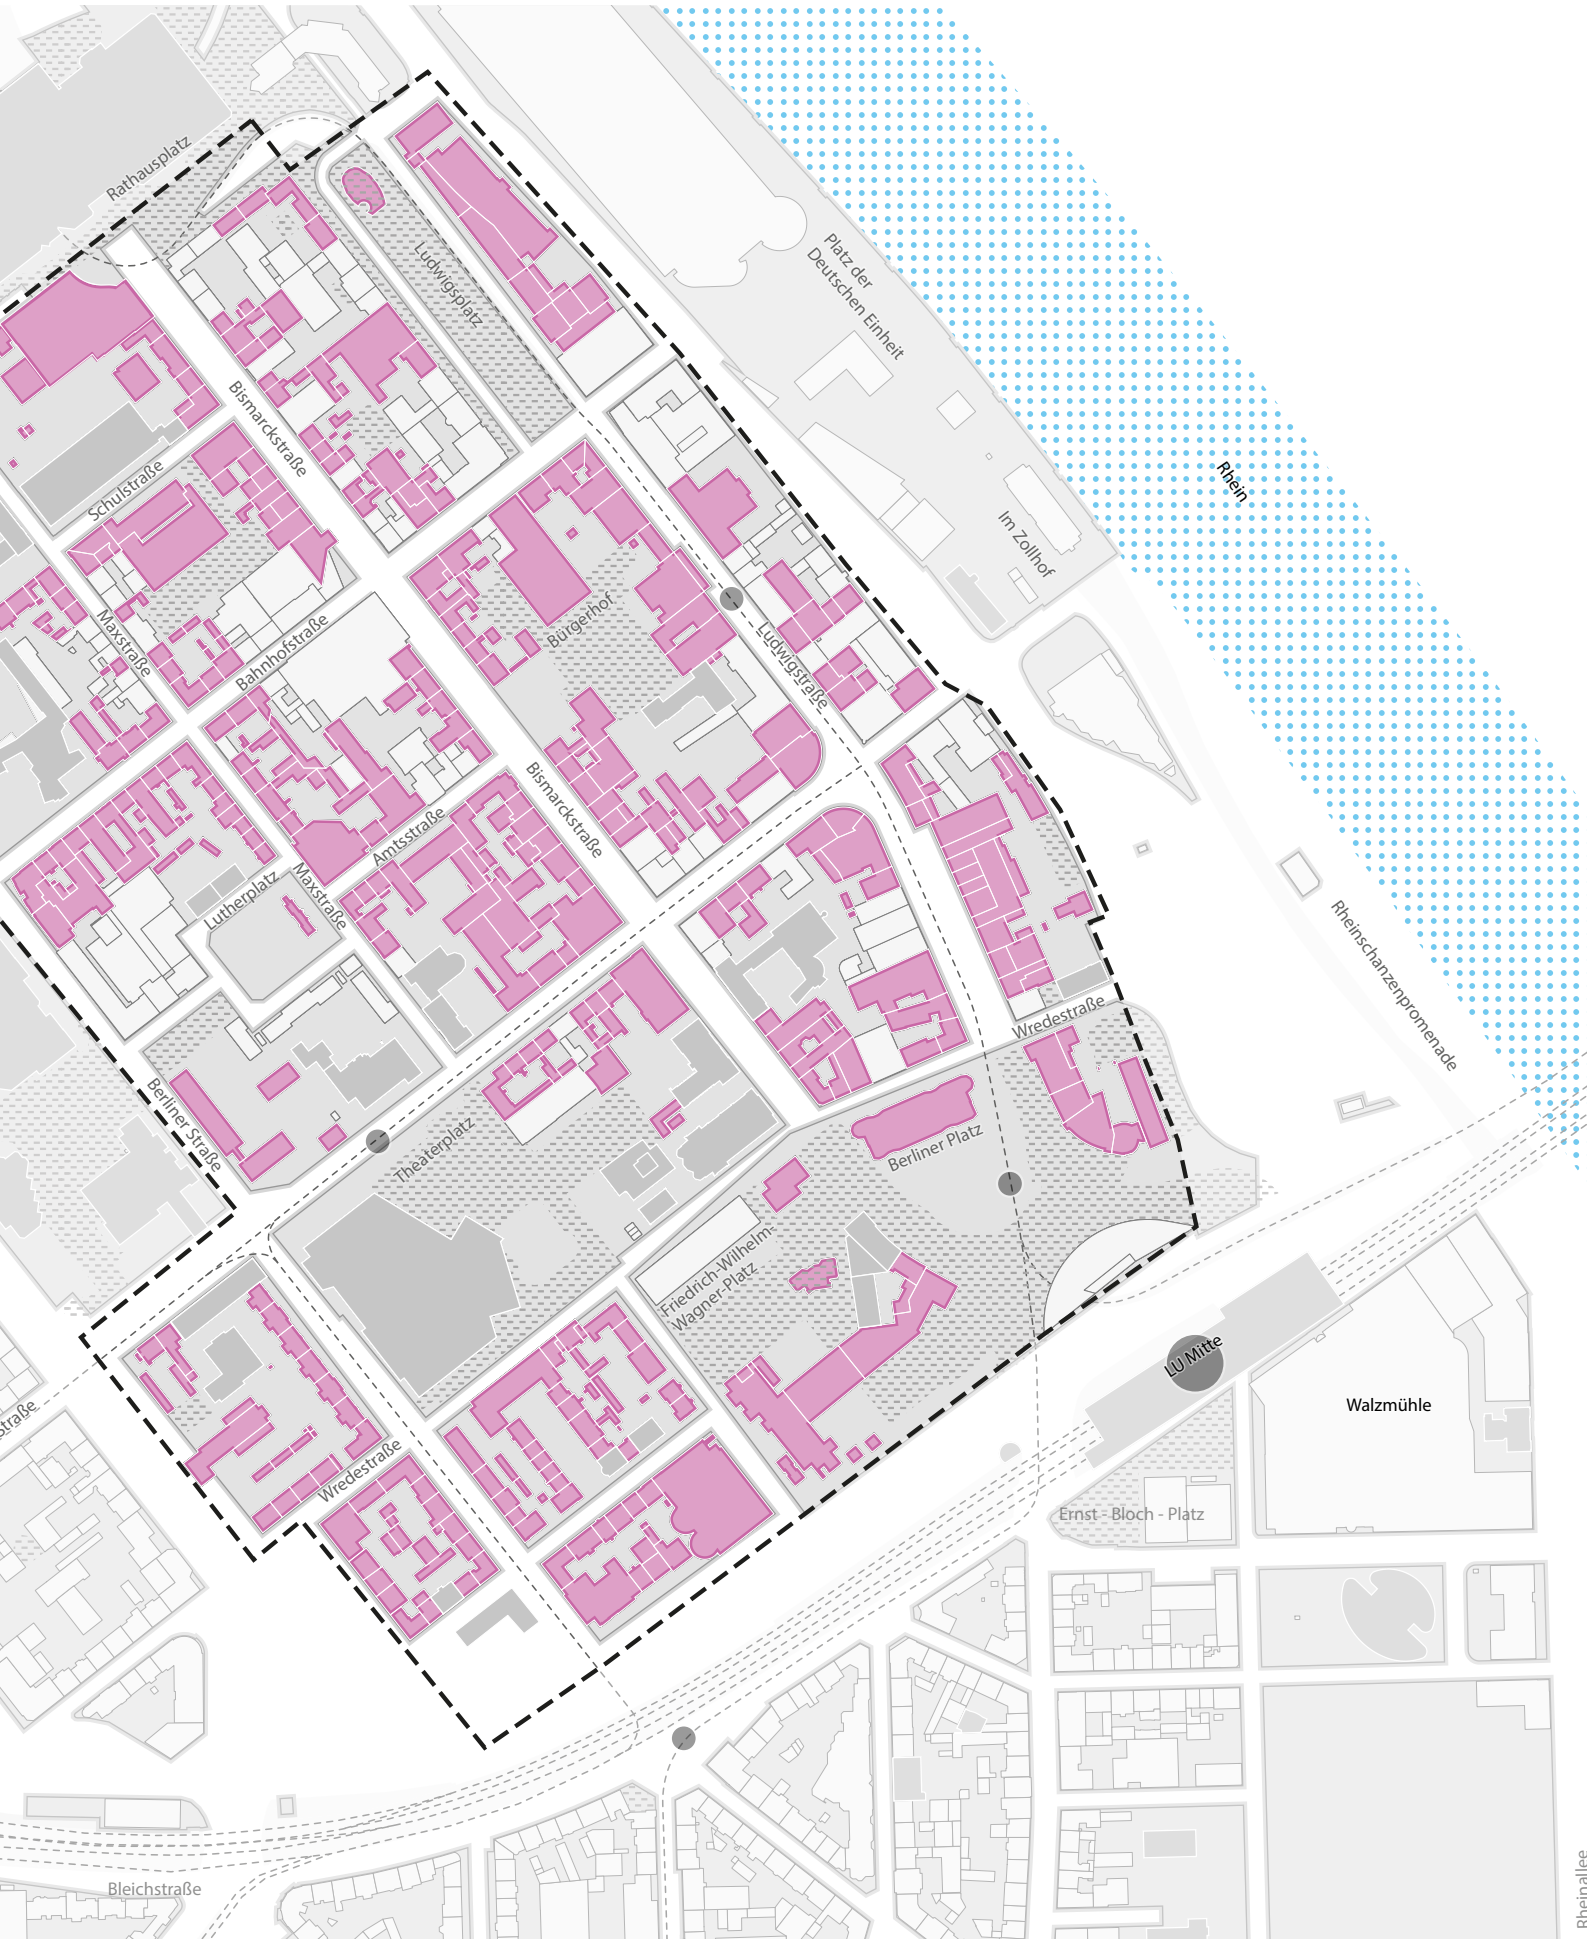 Rathausplatz
Ludwigsplatz
Platz der
Deutschen Einheit
Bismarckstraße
Schulstraße
Rhein
Im Zollhof
Maxstraße
Bahnhofstraße
Bürgerhof
Ludwigstraße
Bismarckstraße
Amtsstraße
Lutherplatz
Maxstraße
Rheinschanzenpromenade
Wredestraße
Berliner Straße
Theaterplatz
Berliner Platz
Friedrich-Wilhelm-
Wagner-Platz
LU Mitte
Walzmühle
straße
Wredestraße
Ernst - Bloch - Platz
Bleichstraße
Rheinallee